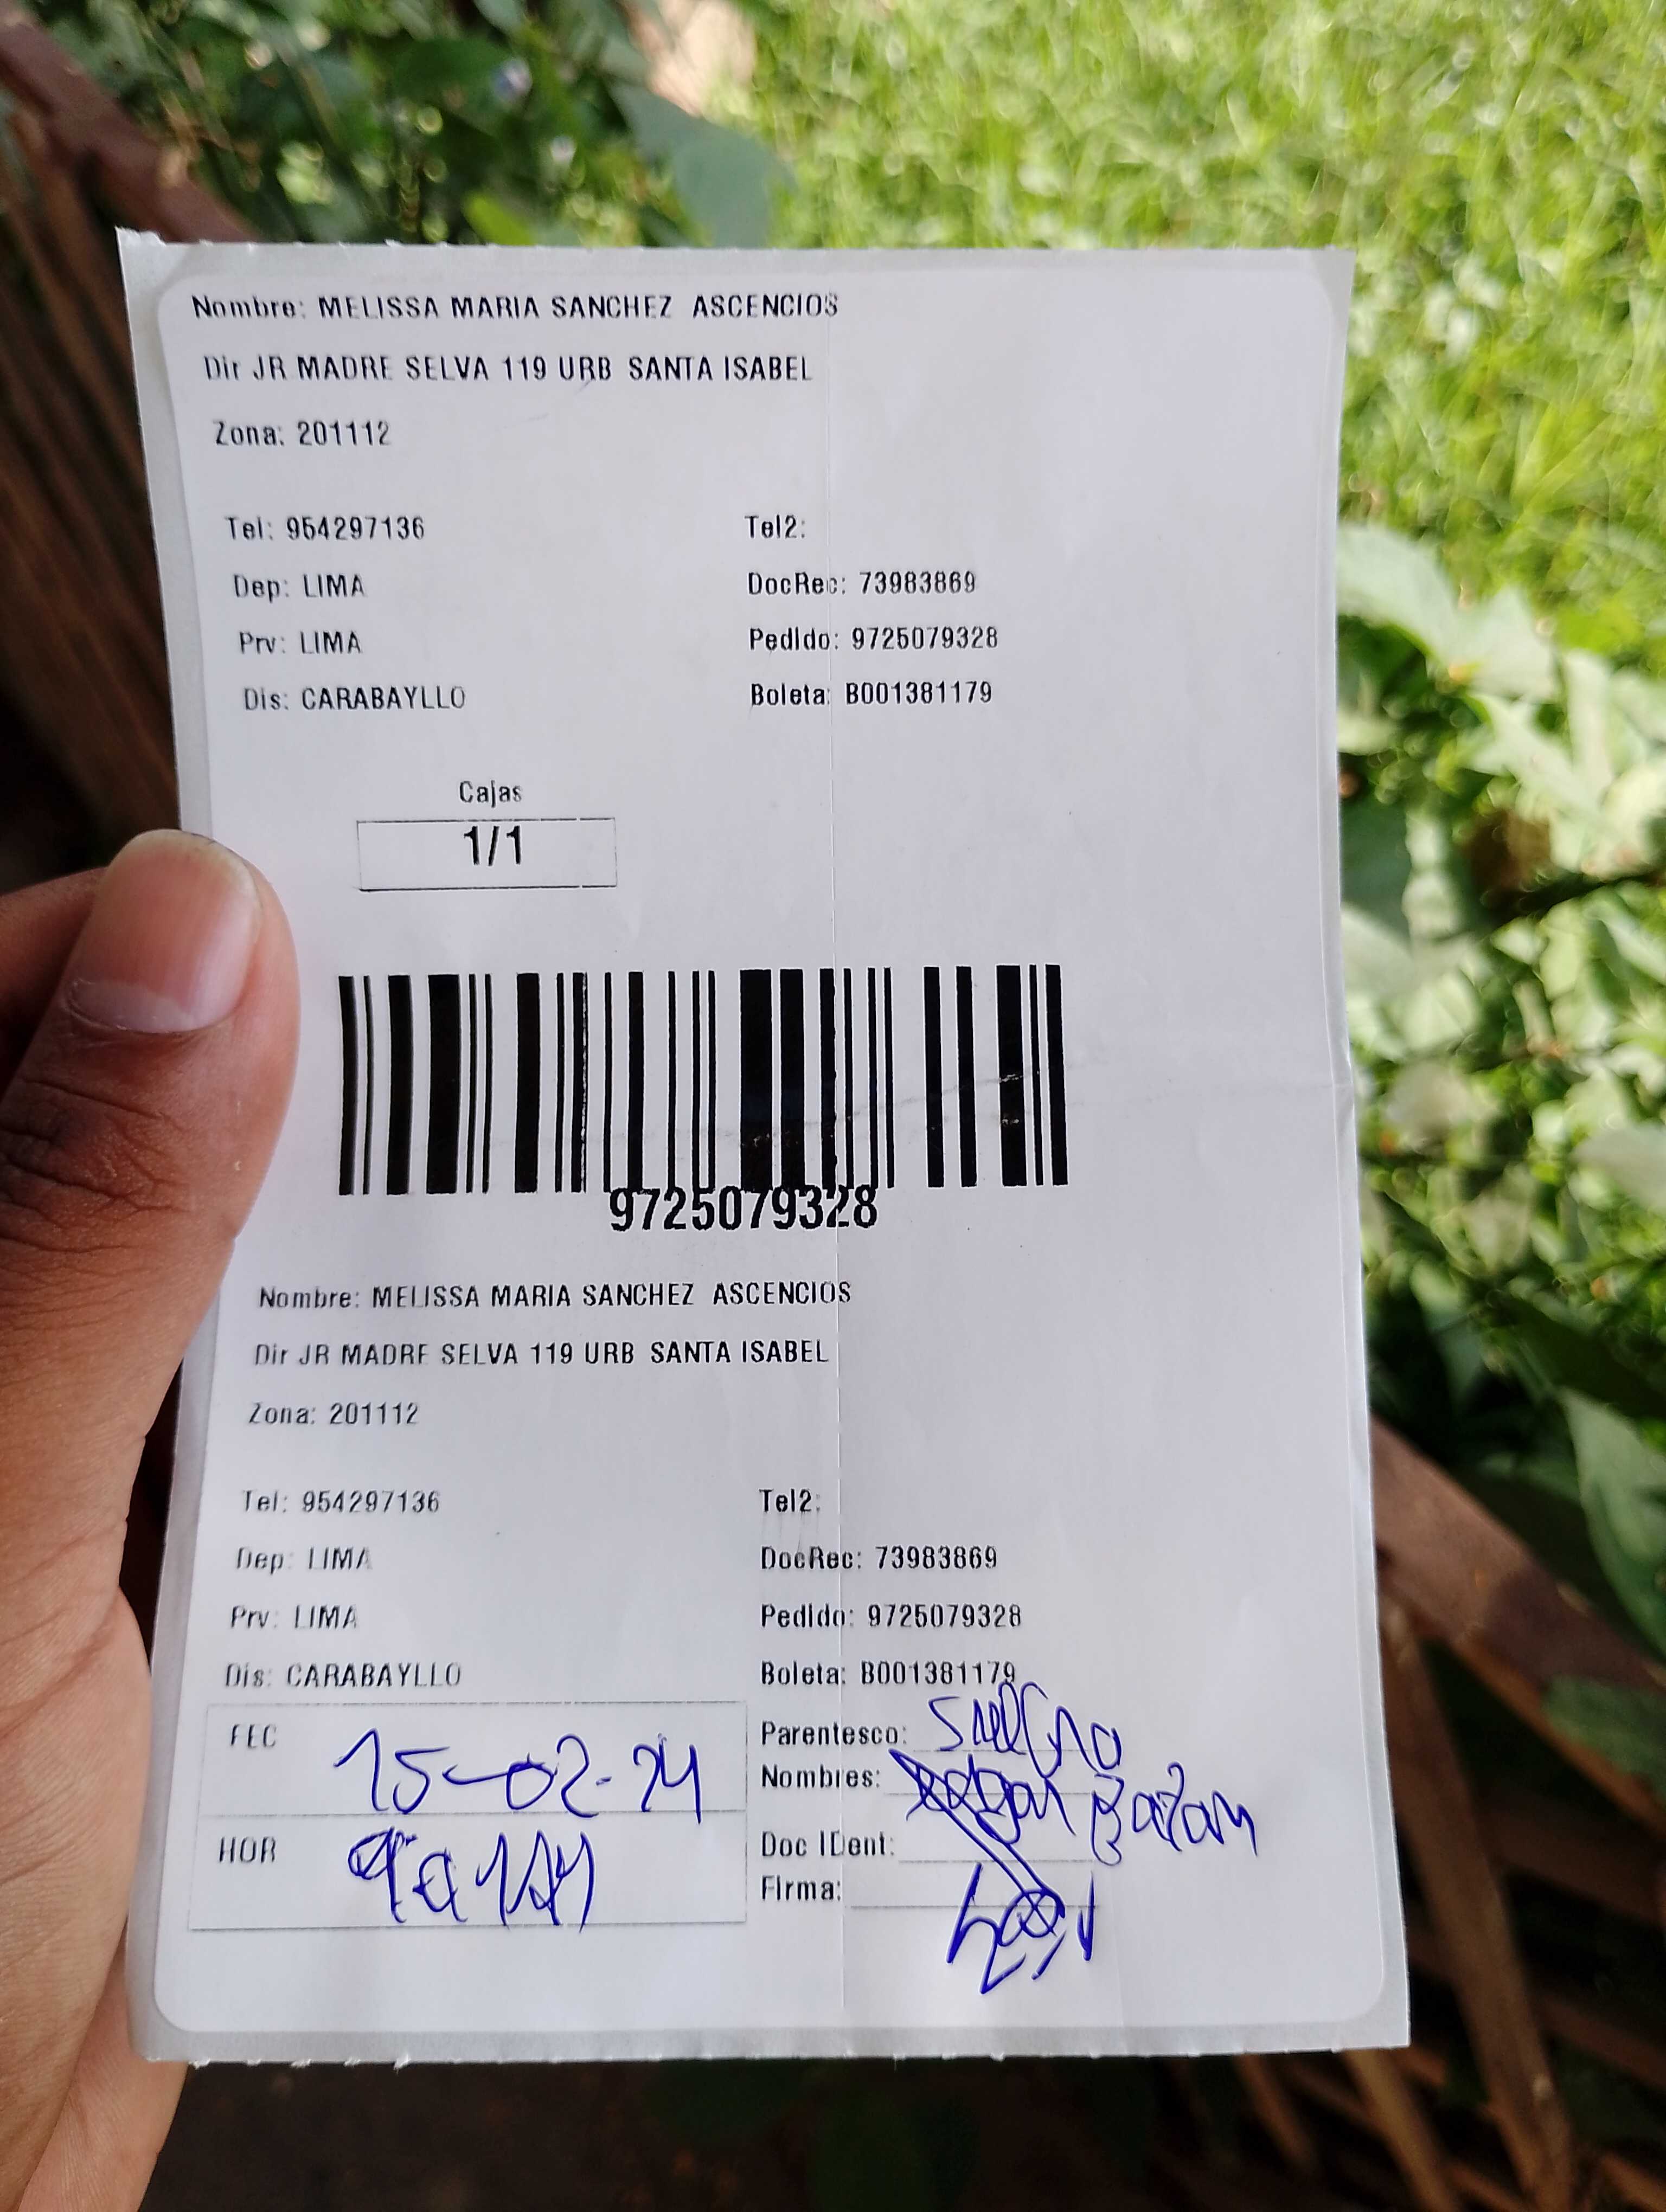 Nombre: MELISSA MARIA SANCHEZ ASCENCIOS
Dir JR MADRE SELVA 119 URB SANTA ISABEL
Zona: 201112
Tel: 954297136 Tel2:
Dep: LIMA DocRec: 73983869
Prv: LIMA PedIdo: 9725079328
Dis: CARABAYLLO Boleta: B001381179
Cajas
1/1
9725079328
Nombre: MELISSA MARIA SANCHEZ ASCENCIOS
Dir JR MADRE SELVA 119 URB SANTA ISABEL
Zona: 201112
Tel: 954297136 Tel2:
Dep: LIMA DocRec: 73983869
Prv: LIMA PedIdo: 9725079328
Dis: CARABAYLLO Boleta: B001381179
FEC 15-02-24
HOR
Parentesco:
Nombres: Bazan
Doc IDent:
Firma: